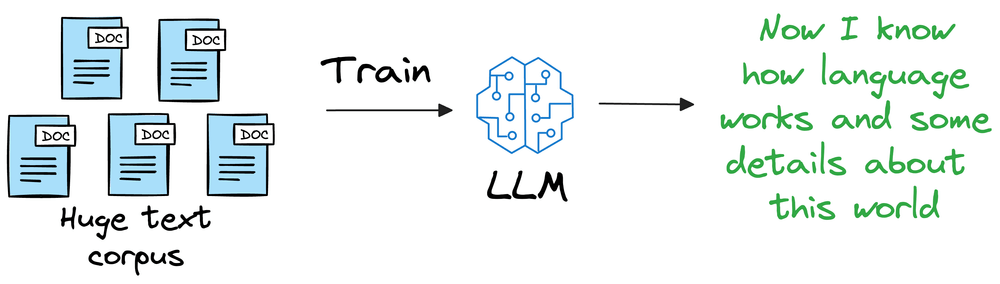 DOC
DOC
DOC
DOC
DOC
Huge text
corpus
Train
LLM
Now I know
how language
works and some
details about
this world